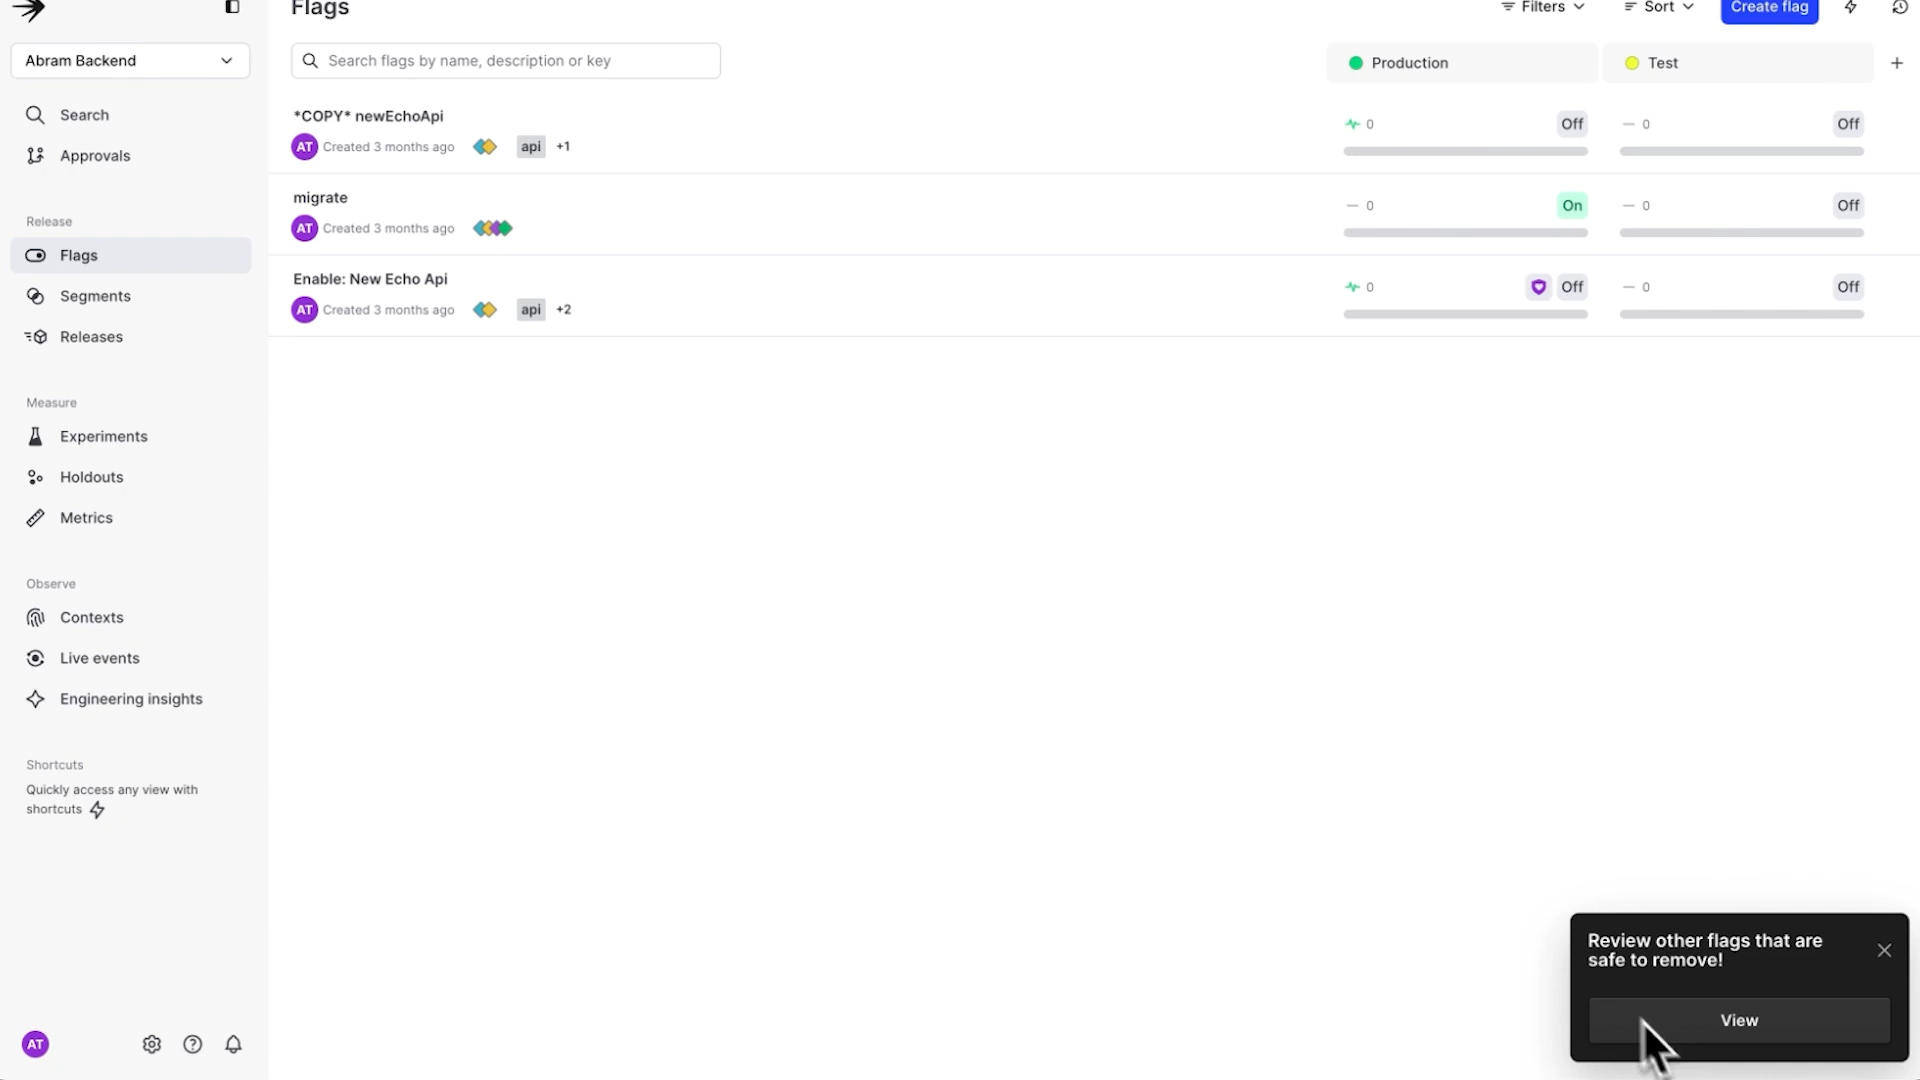 Flags
Filters
Sort
Create flag
Abram Backend
Search flags by name, description or key
Production
Test
Search
Approvals
Release
Flags
Segments
Releases
Measure
Experiments
Holdouts
Metrics
Observe
Contexts
Live events
Engineering insights
Shortcuts
Quickly access any view with
shortcuts
AT
*COPY* newEchoApi
AT Created 3 months ago api +1
0 Off 0 Off
migrate
AT Created 3 months ago
0 On 0 Off
Enable: New Echo Api
AT Created 3 months ago api +2
0 Off 0 Off
Review other flags that are
safe to remove!
View